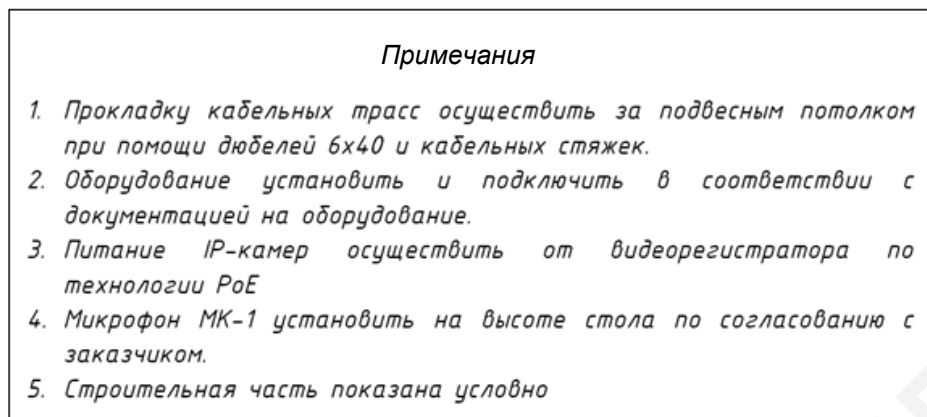 Примечания
1. Прокладку кабельных трасс осуществить за подвесным потолком
при помощи дюбелей 6х40 и кабельных стяжек.
2. Оборудование установить и подключить в соответствии с
документацией на оборудование.
3. Питание IP-камер осуществить от видеорегистратора по
технологии PoE
4. Микрофон МК-1 установить на высоте стола по согласованию с
заказчиком.
5. Строительная часть показана условно